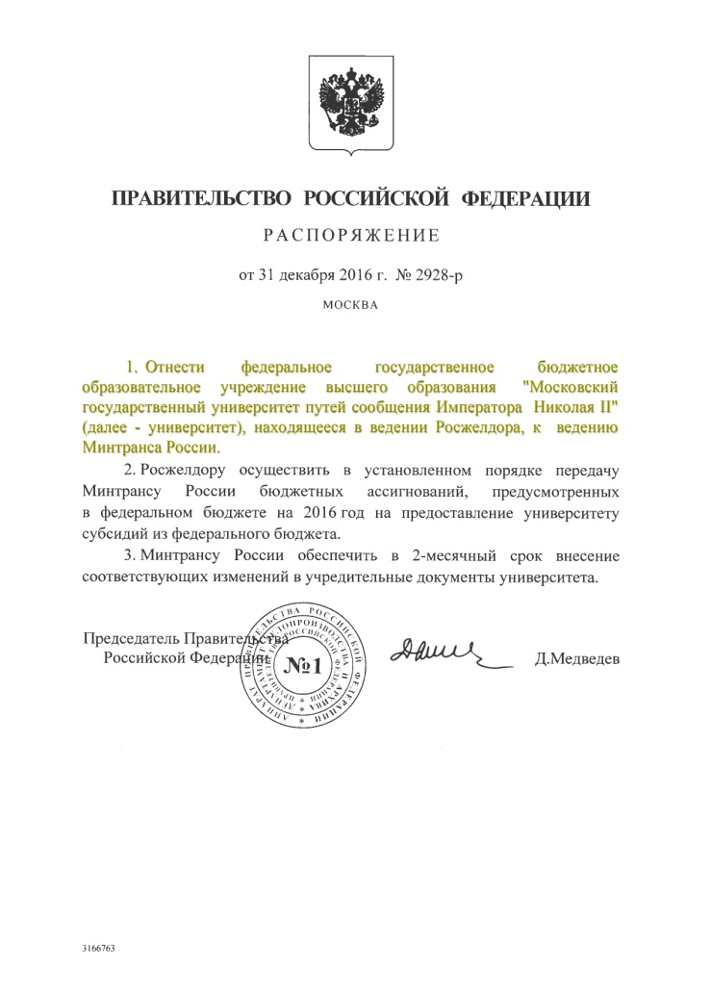 ПРАВИТЕЛЬСТВО РОССИЙСКОЙ ФЕДЕРАЦИИ
РАСПОРЯЖЕНИЕ
от 31 декабря 2016 г. № 2928-р
МОСКВА
1. Отнести федеральное государственное бюджетное
образовательное учреждение высшего образования "Московский
государственный университет путей сообщения Императора Николая II"
(далее - университет), находящееся в ведении Росжелдора, к ведению
Минтранса России.
2. Росжелдору осуществить в установленном порядке передачу
Минтрансу России бюджетных ассигнований, предусмотренных
в федеральном бюджете на 2016 год на предоставление университету
субсидий из федерального бюджета.
3. Минтрансу России обеспечить в 2-месячный срок внесение
соответствующих изменений в учредительные документы университета.
Председатель Правительства
Российской Федерации
АППАРАТ ПРАВИТЕЛЬСТВА РОССИЙСКОЙ ФЕДЕРАЦИИ *
ДЕПАРТАМЕНТ ДЕЛОПРОИЗВОДСТВА И АРХИВА *
ПРАВИТЕЛЬСТВО РОССИЙСКОЙ ФЕДЕРАЦИИ *
№1
Д.Медведев
3166763